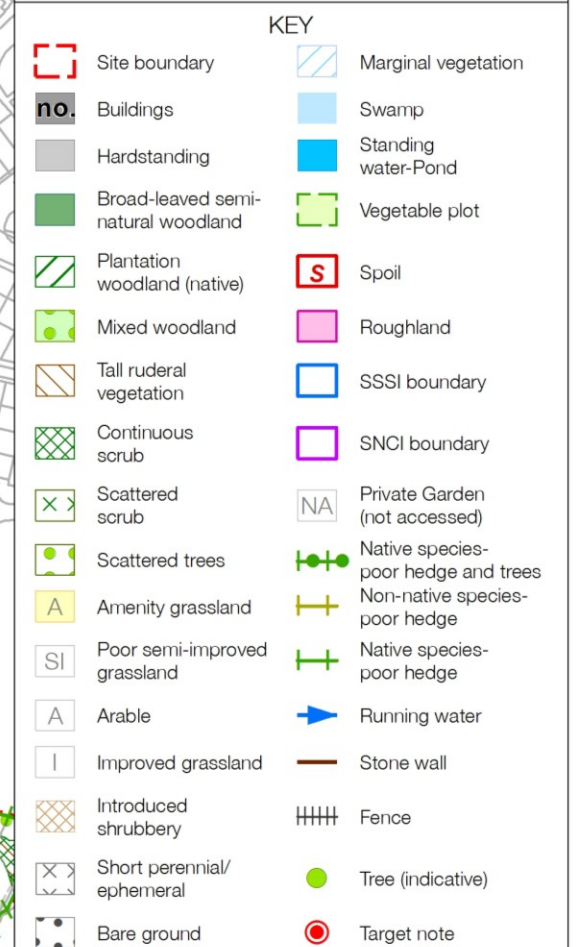 KEY
Site boundary
no. Buildings
Hardstanding
Broad-leaved semi-
natural woodland
Plantation
woodland (native)
Mixed woodland
Tall ruderal
vegetation
Continuous
scrub
Scattered
scrub
Scattered trees
A Amenity grassland
SI Poor semi-improved
grassland
A Arable
I Improved grassland
Introduced
shrubbery
Short perennial/
ephemeral
Bare ground
Marginal vegetation
Swamp
Standing
water-Pond
Vegetable plot
S Spoil
Roughland
SSSI boundary
SNCI boundary
NA Private Garden
(not accessed)
Native species-
poor hedge and trees
Non-native species-
poor hedge
Native species-
poor hedge
Running water
Stone wall
Fence
Tree (indicative)
Target note